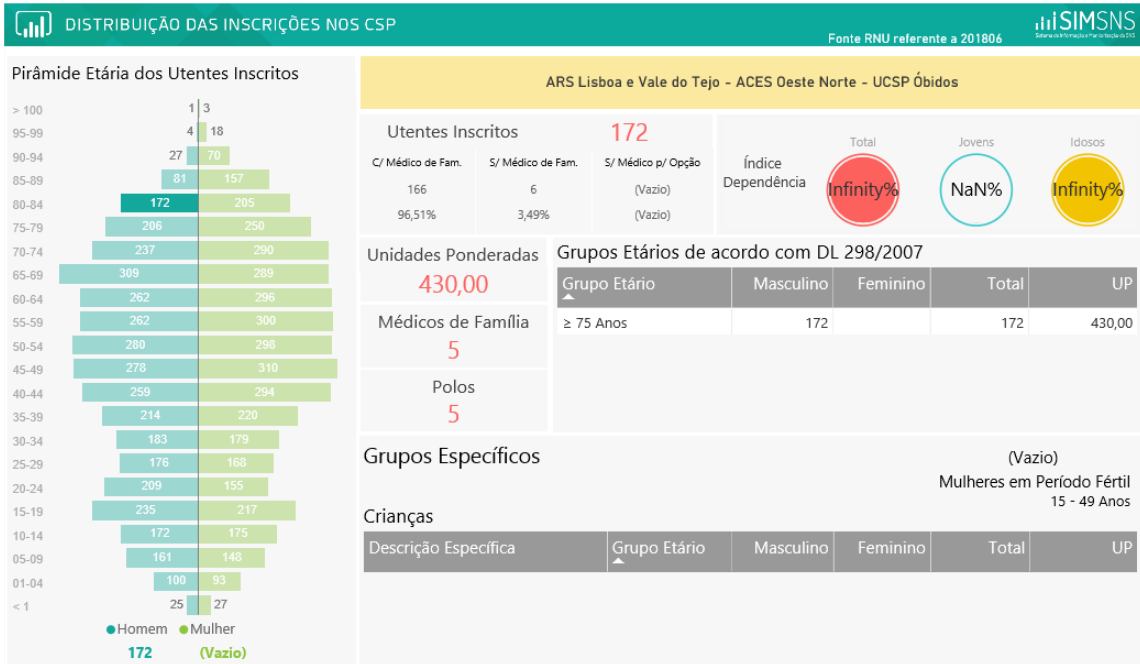 DISTRIBUIÇÃO DAS INSCRIÇÕES NOS CSP
Fonte RNU referente a 201806
SIMSNS
Pirâmide Etária dos Utentes Inscritos
> 100 1 3
95-99 4 18
90-94 27 70
85-89 81 157
80-84 172 205
75-79 206 250
70-74 237 290
65-69 309 289
60-64 262 296
55-59 262 300
50-54 280 298
45-49 278 310
40-44 259 294
35-39 214 220
30-34 183 179
25-29 176 168
20-24 209 155
15-19 235 217
10-14 172 175
05-09 161 148
01-04 100 93
< 1 25 27
Homem Mulher
172 (Vazio)
ARS Lisboa e Vale do Tejo - ACES Oeste Norte - UCSP Óbidos
Utentes Inscritos 172
C/ Médico de Fam. S/ Médico de Fam. S/ Médico p/ Opção
166 6 (Vazio)
96,51% 3,49% (Vazio)
Índice
Dependência
Total Jovens Idosos
Infinity% NaN% Infinity%
Unidades Ponderadas
430,00
Médicos de Família
5
Polos
5
Grupos Etários de acordo com DL 298/2007
Grupo Etário Masculino Feminino Total UP
≥ 75 Anos 172 172 430,00
Grupos Específicos
(Vazio)
Mulheres em Período Fértil
15 - 49 Anos
Crianças
Descrição Específica Grupo Etário Masculino Feminino Total UP